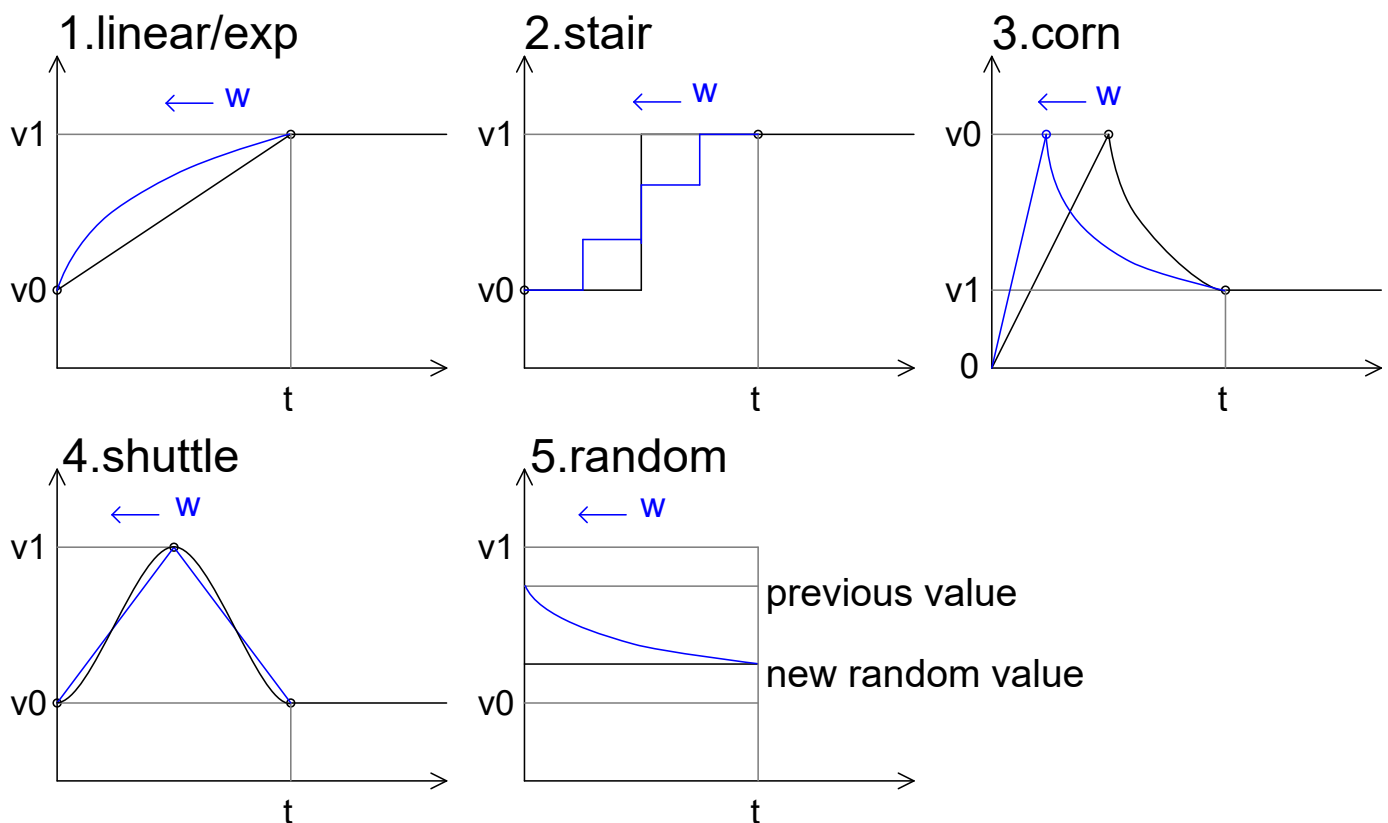 1.linear/exp
w
v1
v0
t
2.stair
w
v1
v0
t
3.corn
w
v0
v1
0
t
4.shuttle
w
v1
v0
t
5.random
w
v1
previous value
new random value
v0
t